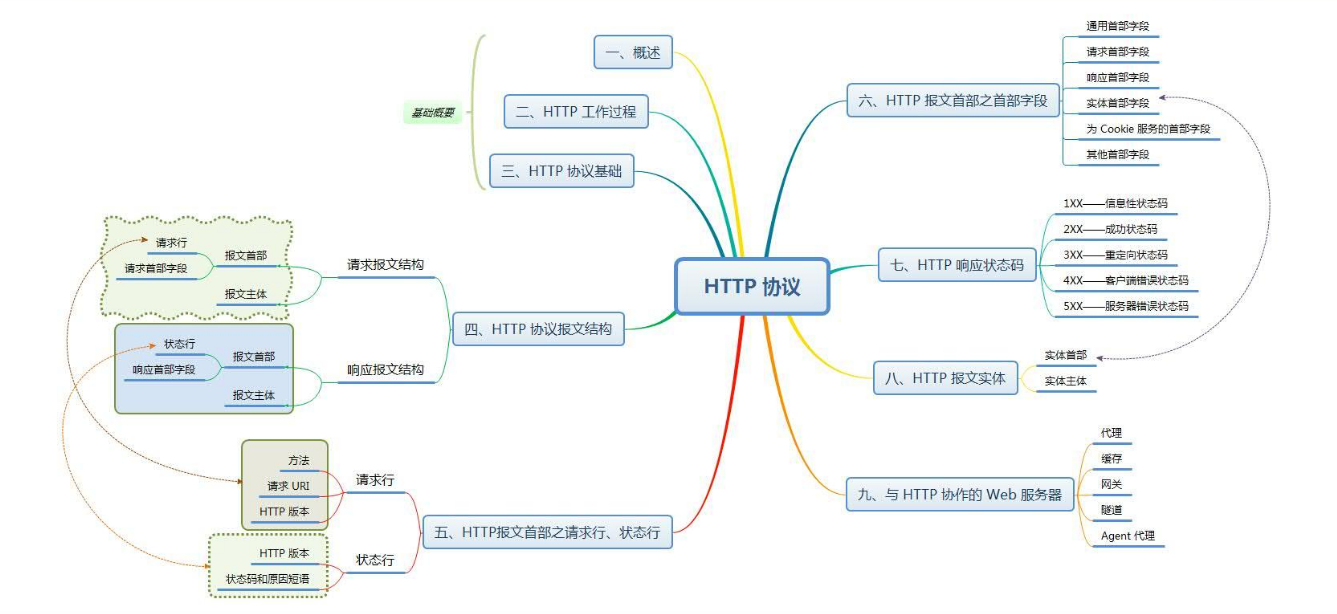 HTTP 协议
基础概要
一、概述
二、HTTP 工作过程
三、HTTP 协议基础
四、HTTP 协议报文结构
请求报文结构
报文首部
请求行
请求首部字段
报文主体
响应报文结构
报文首部
状态行
响应首部字段
报文主体
五、HTTP报文首部之请求行、状态行
请求行
方法
请求 URI
HTTP 版本
状态行
HTTP 版本
状态码和原因短语
六、HTTP 报文首部之首部字段
通用首部字段
请求首部字段
响应首部字段
实体首部字段
为 Cookie 服务的首部字段
其他首部字段
七、HTTP 响应状态码
1XX——信息性状态码
2XX——成功状态码
3XX——重定向状态码
4XX——客户端错误状态码
5XX——服务器错误状态码
八、HTTP 报文实体
实体首部
实体主体
九、与 HTTP 协作的 Web 服务器
代理
缓存
网关
隧道
Agent 代理